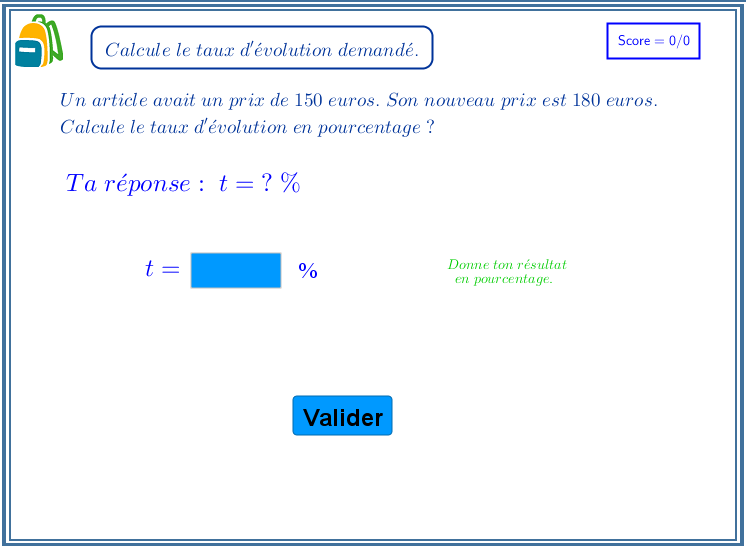 Calcule le taux d'évolution demandé.
Score = 0/0
Un article avait un prix de 150 euros. Son nouveau prix est 180 euros.
Calcule le taux d'évolution en pourcentage ?
Ta réponse : t = ? %
t = %
Donne ton résultat
en pourcentage.
Valider